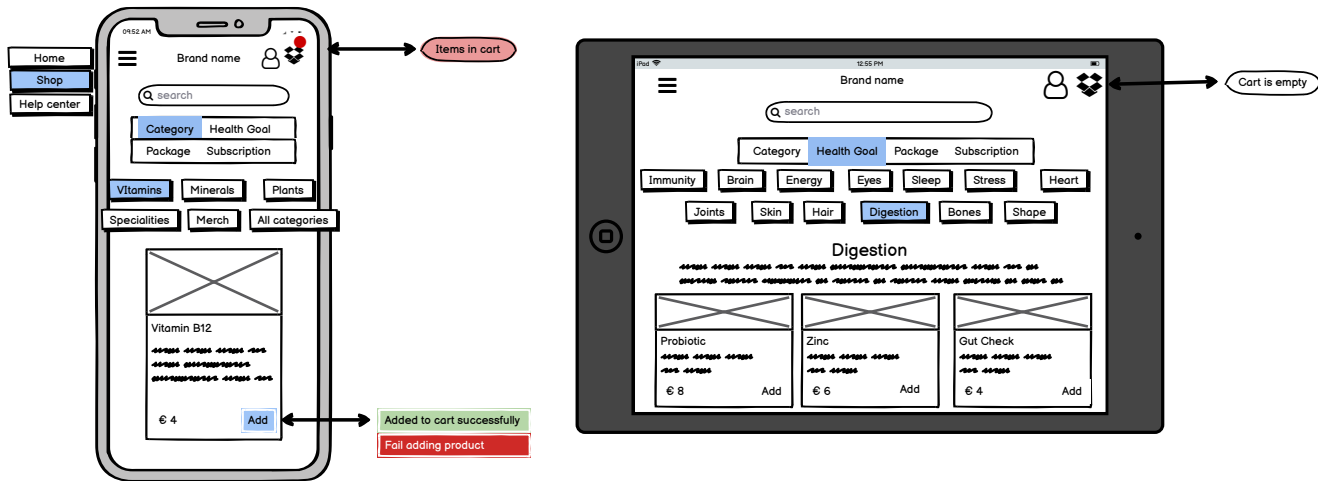 09:52 AM
Brand name
Items in cart
Home
Shop
Help center
search
Category Health Goal
Package Subscription
VItamins Minerals Plants
Specialities Merch All categories
Vitamin B12
€ 4 Add
Added to cart successfully
Fail adding product
iPad 12:55 PM
Brand name
Cart is empty
search
Category Health Goal Package Subscription
Immunity Brain Energy Eyes Sleep Stress Heart
Joints Skin Hair Digestion Bones Shape
Digestion
Probiotic Zinc Gut Check
€ 8 Add € 6 Add € 4 Add